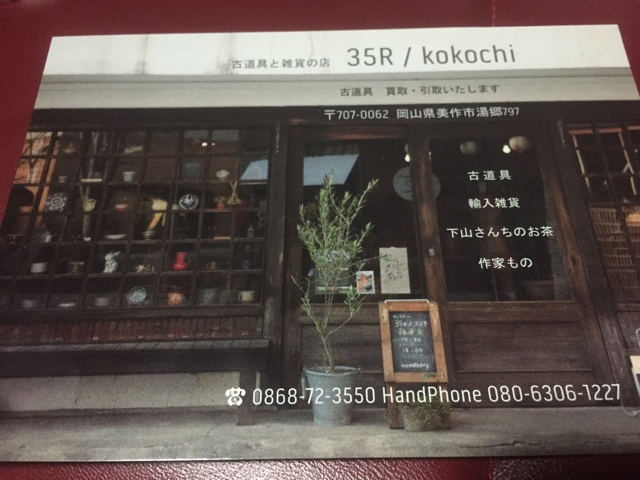 古道具と雑貨の店 35R / kokochi
古道具 買取・引取いたします
〒707-0062 岡山県美作市湯郷797
古道具
輸入雑貨
下山さんちのお茶
作家もの
☎ 0868-72-3550 HandPhone 080-6306-1227